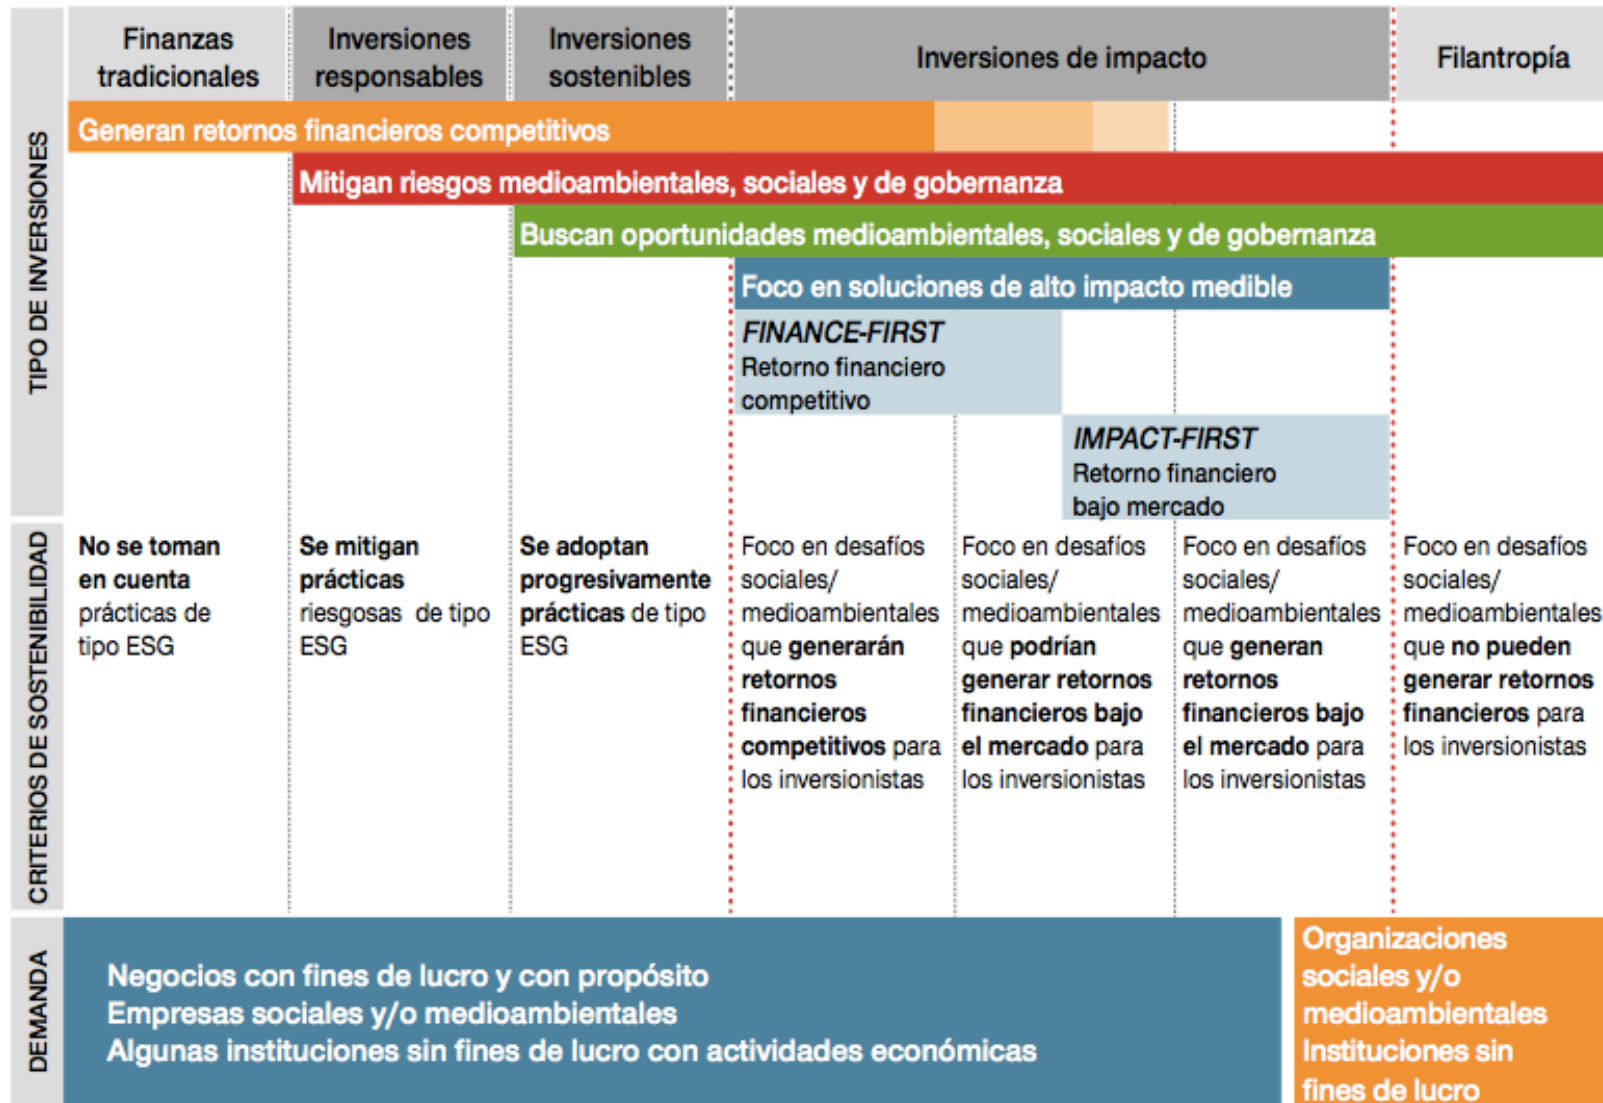 Finanzas
tradicionales
Inversiones
responsables
Inversiones
sostenibles
Inversiones de impacto
Filantropía
TIPO DE INVERSIONES
Generan retornos financieros competitivos
Mitigan riesgos medioambientales, sociales y de gobernanza
Buscan oportunidades medioambientales, sociales y de gobernanza
Foco en soluciones de alto impacto medible
FINANCE-FIRST
Retorno financiero
competitivo
IMPACT-FIRST
Retorno financiero
bajo mercado
CRITERIOS DE SOSTENIBILIDAD
No se toman
en cuenta
prácticas de
tipo ESG
Se mitigan
prácticas
riesgosas de tipo
ESG
Se adoptan
progresivamente
prácticas de tipo
ESG
Foco en desafíos
sociales/
medioambientales
que generarán
retornos
financieros
competitivos para
los inversionistas
Foco en desafíos
sociales/
medioambientales
que podrían
generar retornos
financieros bajo
el mercado para
los inversionistas
Foco en desafíos
sociales/
medioambientales
que generan
retornos
financieros bajo
el mercado para
los inversionistas
Foco en desafíos
sociales/
medioambientales
que no pueden
generar retornos
financieros para
los inversionistas
DEMANDA
Negocios con fines de lucro y con propósito
Empresas sociales y/o medioambientales
Algunas instituciones sin fines de lucro con actividades económicas
Organizaciones
sociales y/o
medioambientales
Instituciones sin
fines de lucro